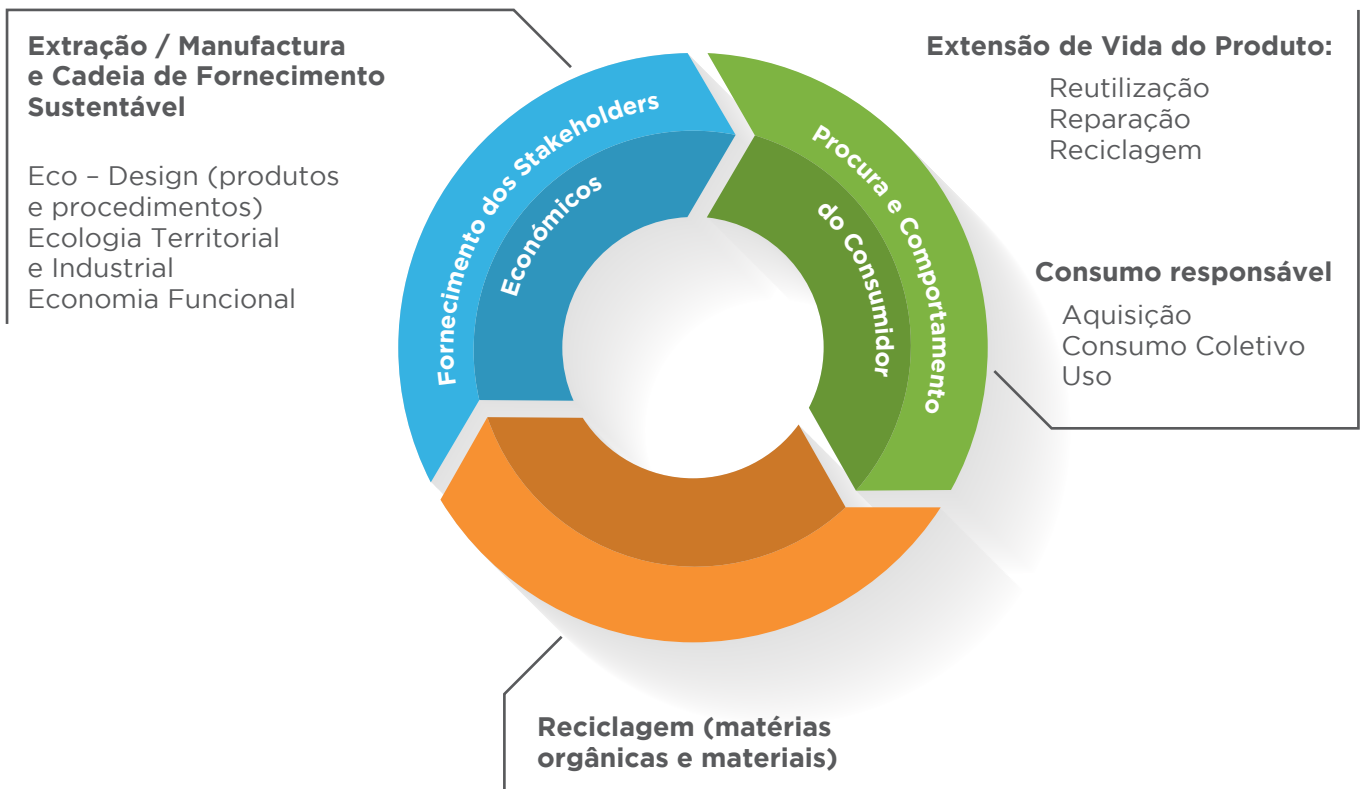 Extração / Manufactura
e Cadeia de Fornecimento
Sustentável
Eco – Design (produtos
e procedimentos)
Ecologia Territorial
e Industrial
Economia Funcional
Fornecimento dos Stakeholders
Económicos
Procura e Comportamento
do Consumidor
Extensão de Vida do Produto:
Reutilização
Reparação
Reciclagem
Consumo responsável
Aquisição
Consumo Coletivo
Uso
Reciclagem (matérias
orgânicas e materiais)